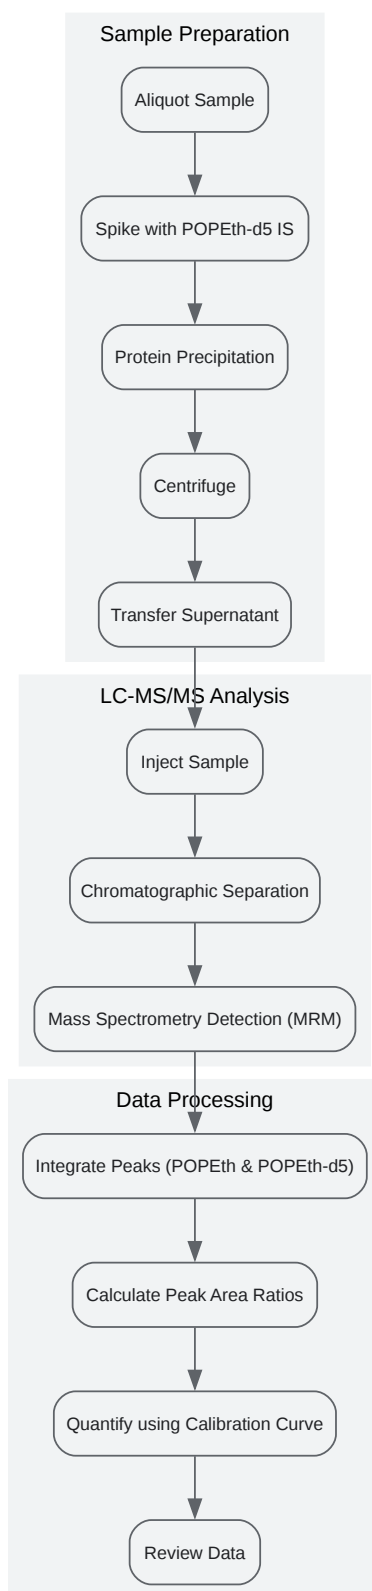 Sample Preparation
Aliquot Sample
Spike with POPEth-d5 IS
Protein Precipitation
Centrifuge
Transfer Supernatant
LC-MS/MS Analysis
Inject Sample
Chromatographic Separation
Mass Spectrometry Detection (MRM)
Data Processing
Integrate Peaks (POPEth & POPEth-d5)
Calculate Peak Area Ratios
Quantify using Calibration Curve
Review Data